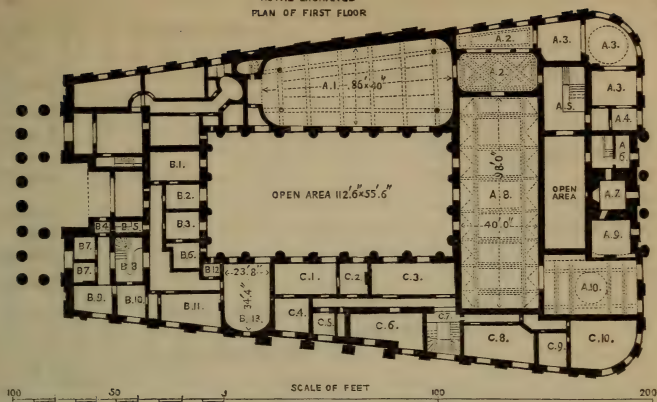 ROYAL EXCHANGE
PLAN OF FIRST FLOOR
A.2.
A.3.
A.3.
A.1. 86'×40'
A.2.
A.3.
A.5.
A.4.
B.1.
A.6.
B.2.
OPEN AREA 112'.6"×55'.6"
A.8.
98'.0"
40'.0"
OPEN
AREA
A.7.
B.3.
B.4.
B.5.
A.9.
B.7.
B.6.
B.7.
B.12.
23'.8"
C.1.
C.2.
C.3.
A.10.
B.9.
B.10.
B.11.
34'.4"
B.13.
C.4.
C.5.
C.6.
C.7.
C.8.
C.9.
C.10.
SCALE OF FEET
100
50
100
200